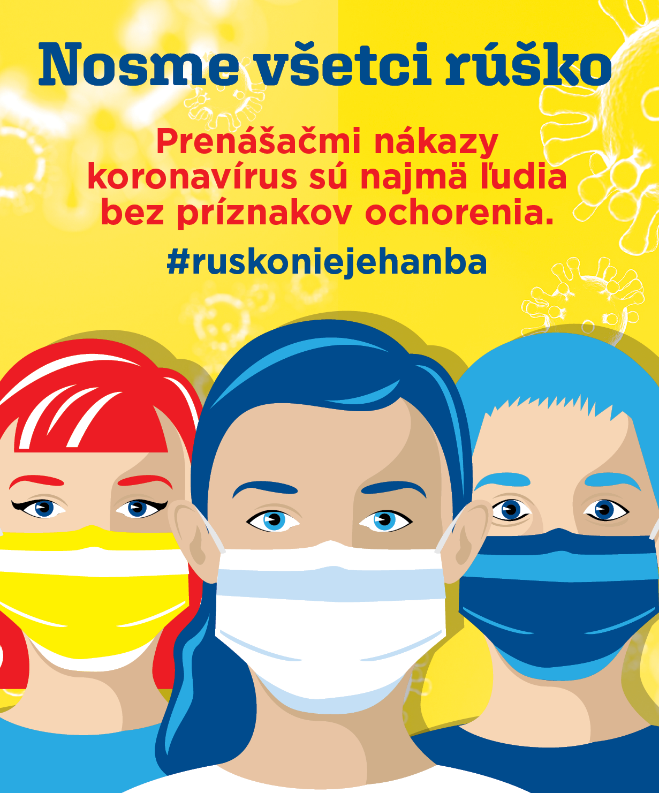 Nosme všetci rúško
Prenášačmi nákazy
koronavírus sú najmä ľudia
bez príznakov ochorenia.
#ruskoniejehanba